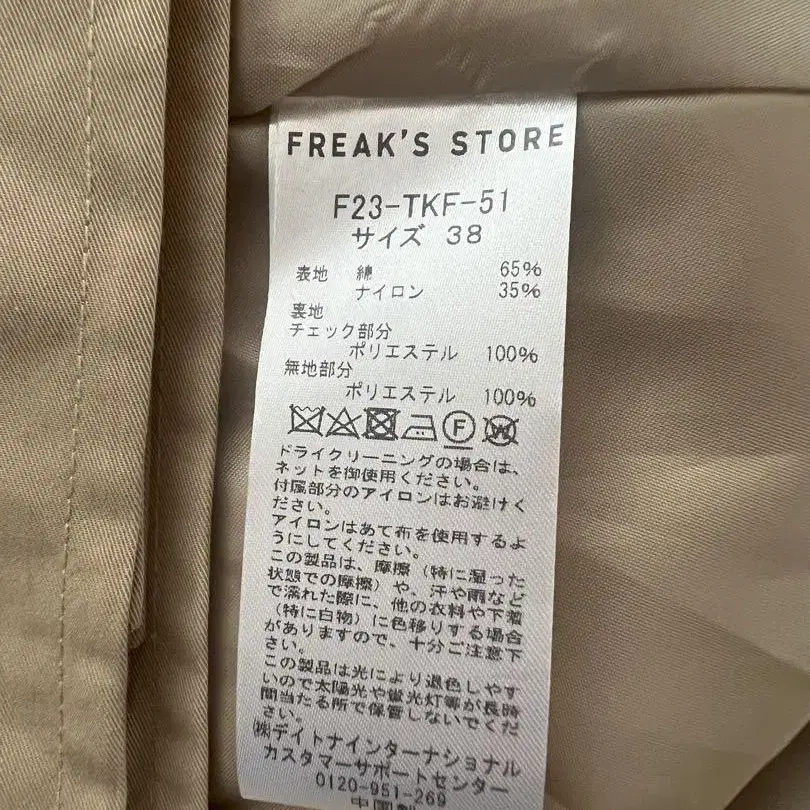 FREAK'S STORE
F23-TKF-51
サイズ 38
表地 綿 65%
ナイロン 35%
裏地
チェック部分
ポリエステル 100%
無地部分
ポリエステル 100%
F W
ドライクリーニングの場合は、
ネットを御使用ください。
付属部分のアイロンはお避けく
ださい。
アイロンはあて布を使用するよ
うにしてください。
この製品は、摩擦（特に湿った
状態での摩擦）や、汗や雨など
で濡れた際に、他の衣料や下着
（特に白物）に色移りする場合
がありますので、十分ご注意下
さい。
この製品は光により退色しやす
いので太陽光や蛍光灯等が長時
間当たる所で保管しないでくだ
さい。
㈱デイトナインターナショナル
カスタマーサポートセンター
0120-951-269
中国製